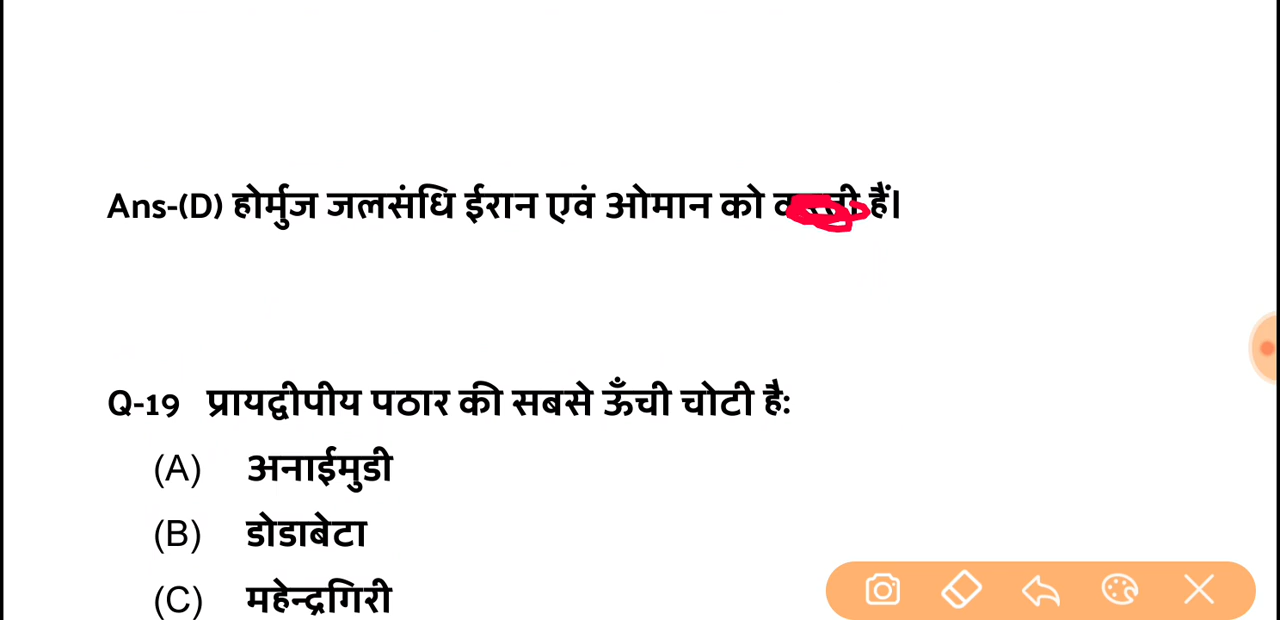 Ans-(D) होर्मुज जलसंधि ईरान एवं ओमान को हैं।
Q-19 प्रायद्वीपीय पठार की सबसे ऊँची चोटी है:
(A) अनाईमुडी
(B) डोडाबेटा
(C) महेन्द्रगिरी